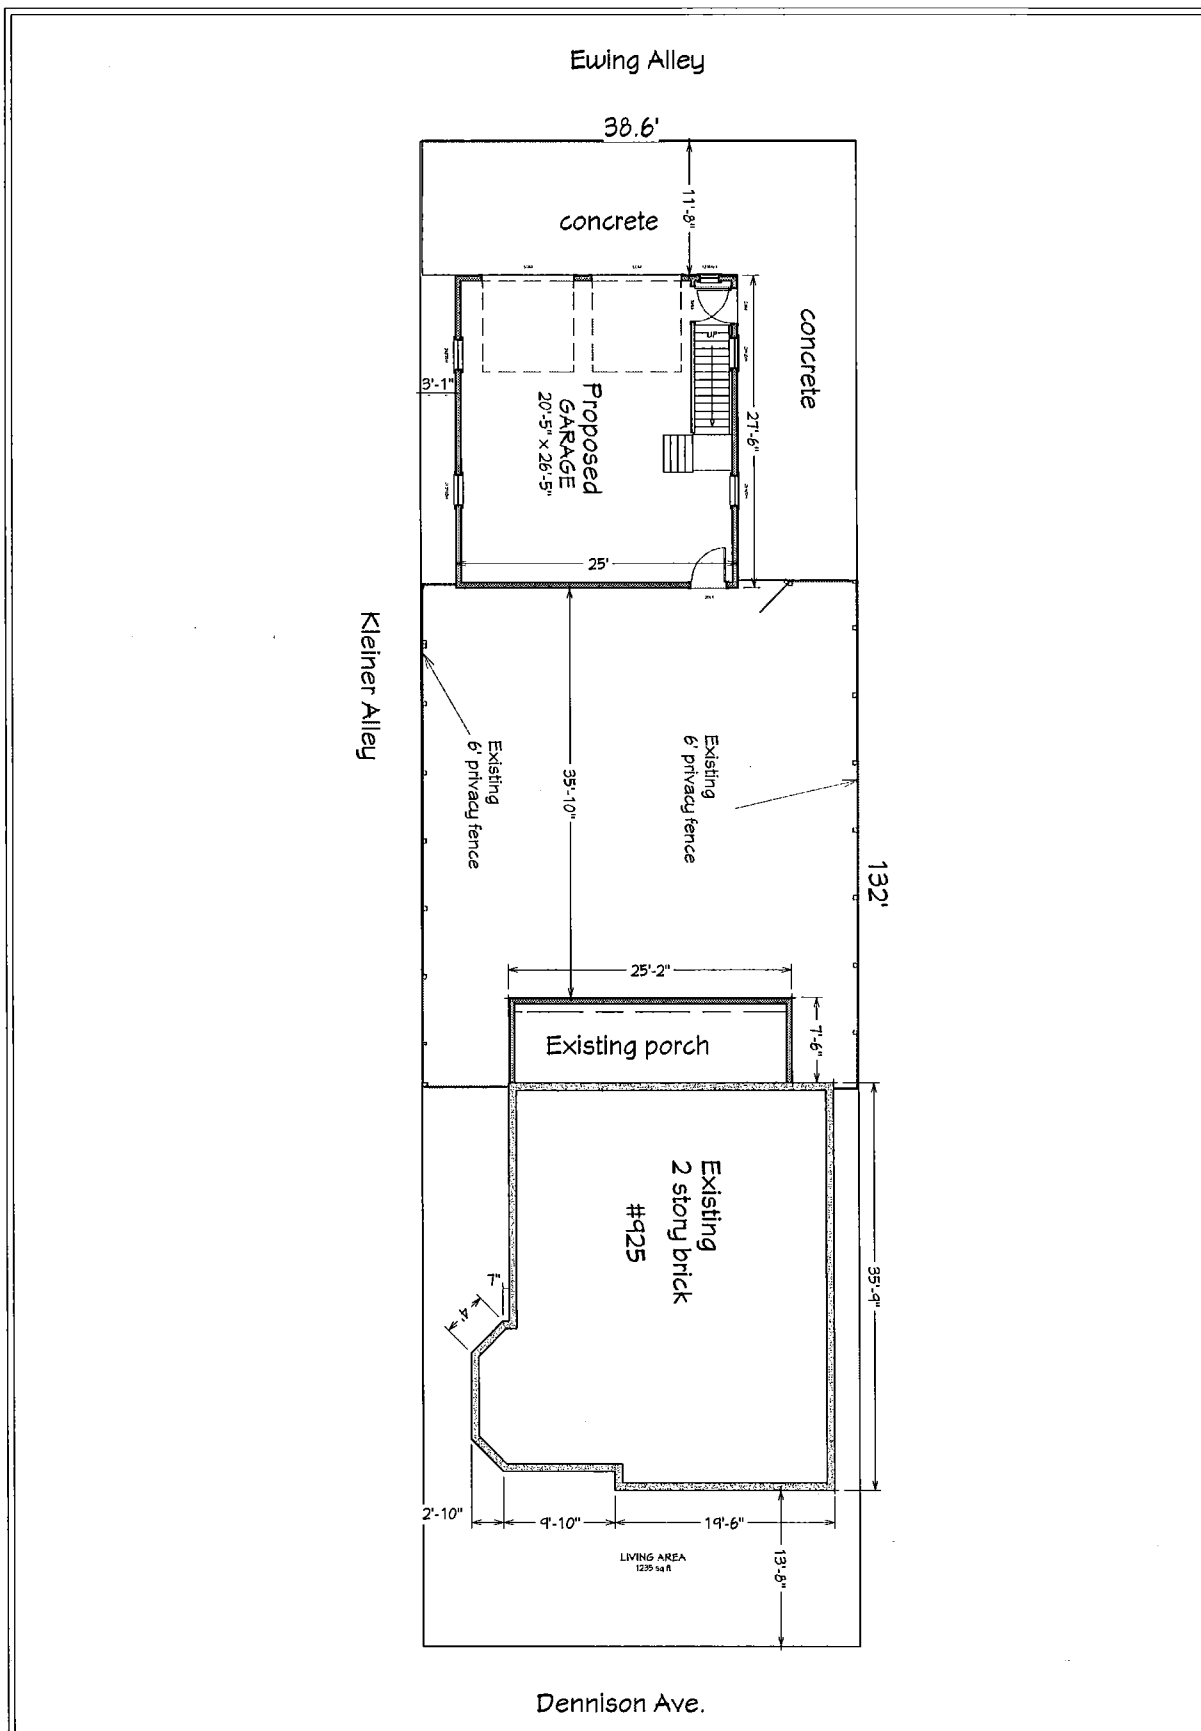 Ewing Alley
38.6'
11'-8"
concrete
concrete
3'-1"
UP
27'-6"
Proposed
GARAGE
20'-5" x 26'-5"
25'
Kleiner Alley
Existing
6' privacy fence
35'-10"
Existing
6' privacy fence
132'
25'-2"
Existing porch
7'-6"
Existing
2 story brick
#925
35'-9"
7"
4'
2'-10"
9'-10"
19'-6"
13'-8"
LIVING AREA
1235 sq ft
Dennison Ave.